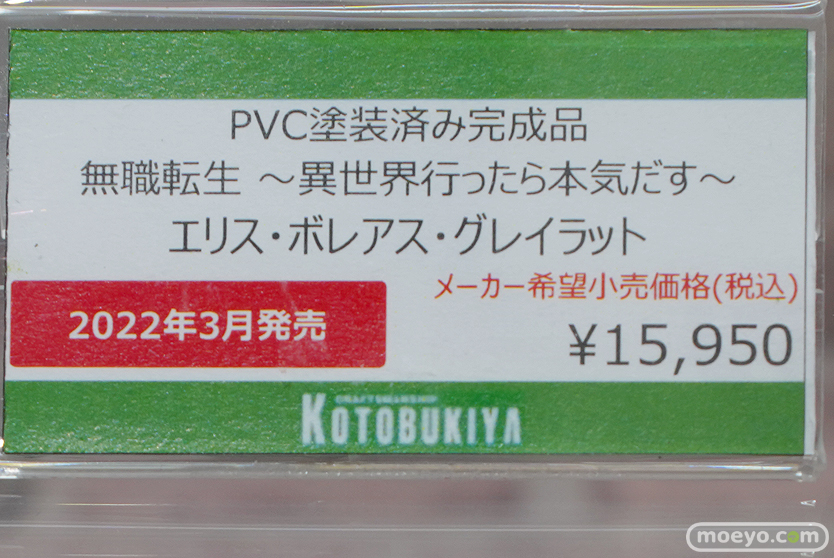 PVC塗装済み完成品
無職転生 ～異世界行ったら本気だす～
エリス・ボレアス・グレイラット
メーカー希望小売価格(税込)
2022年3月発売
¥15,950
CRAFTSMANSHIP
KOTOBUKIYA
moeyo.com